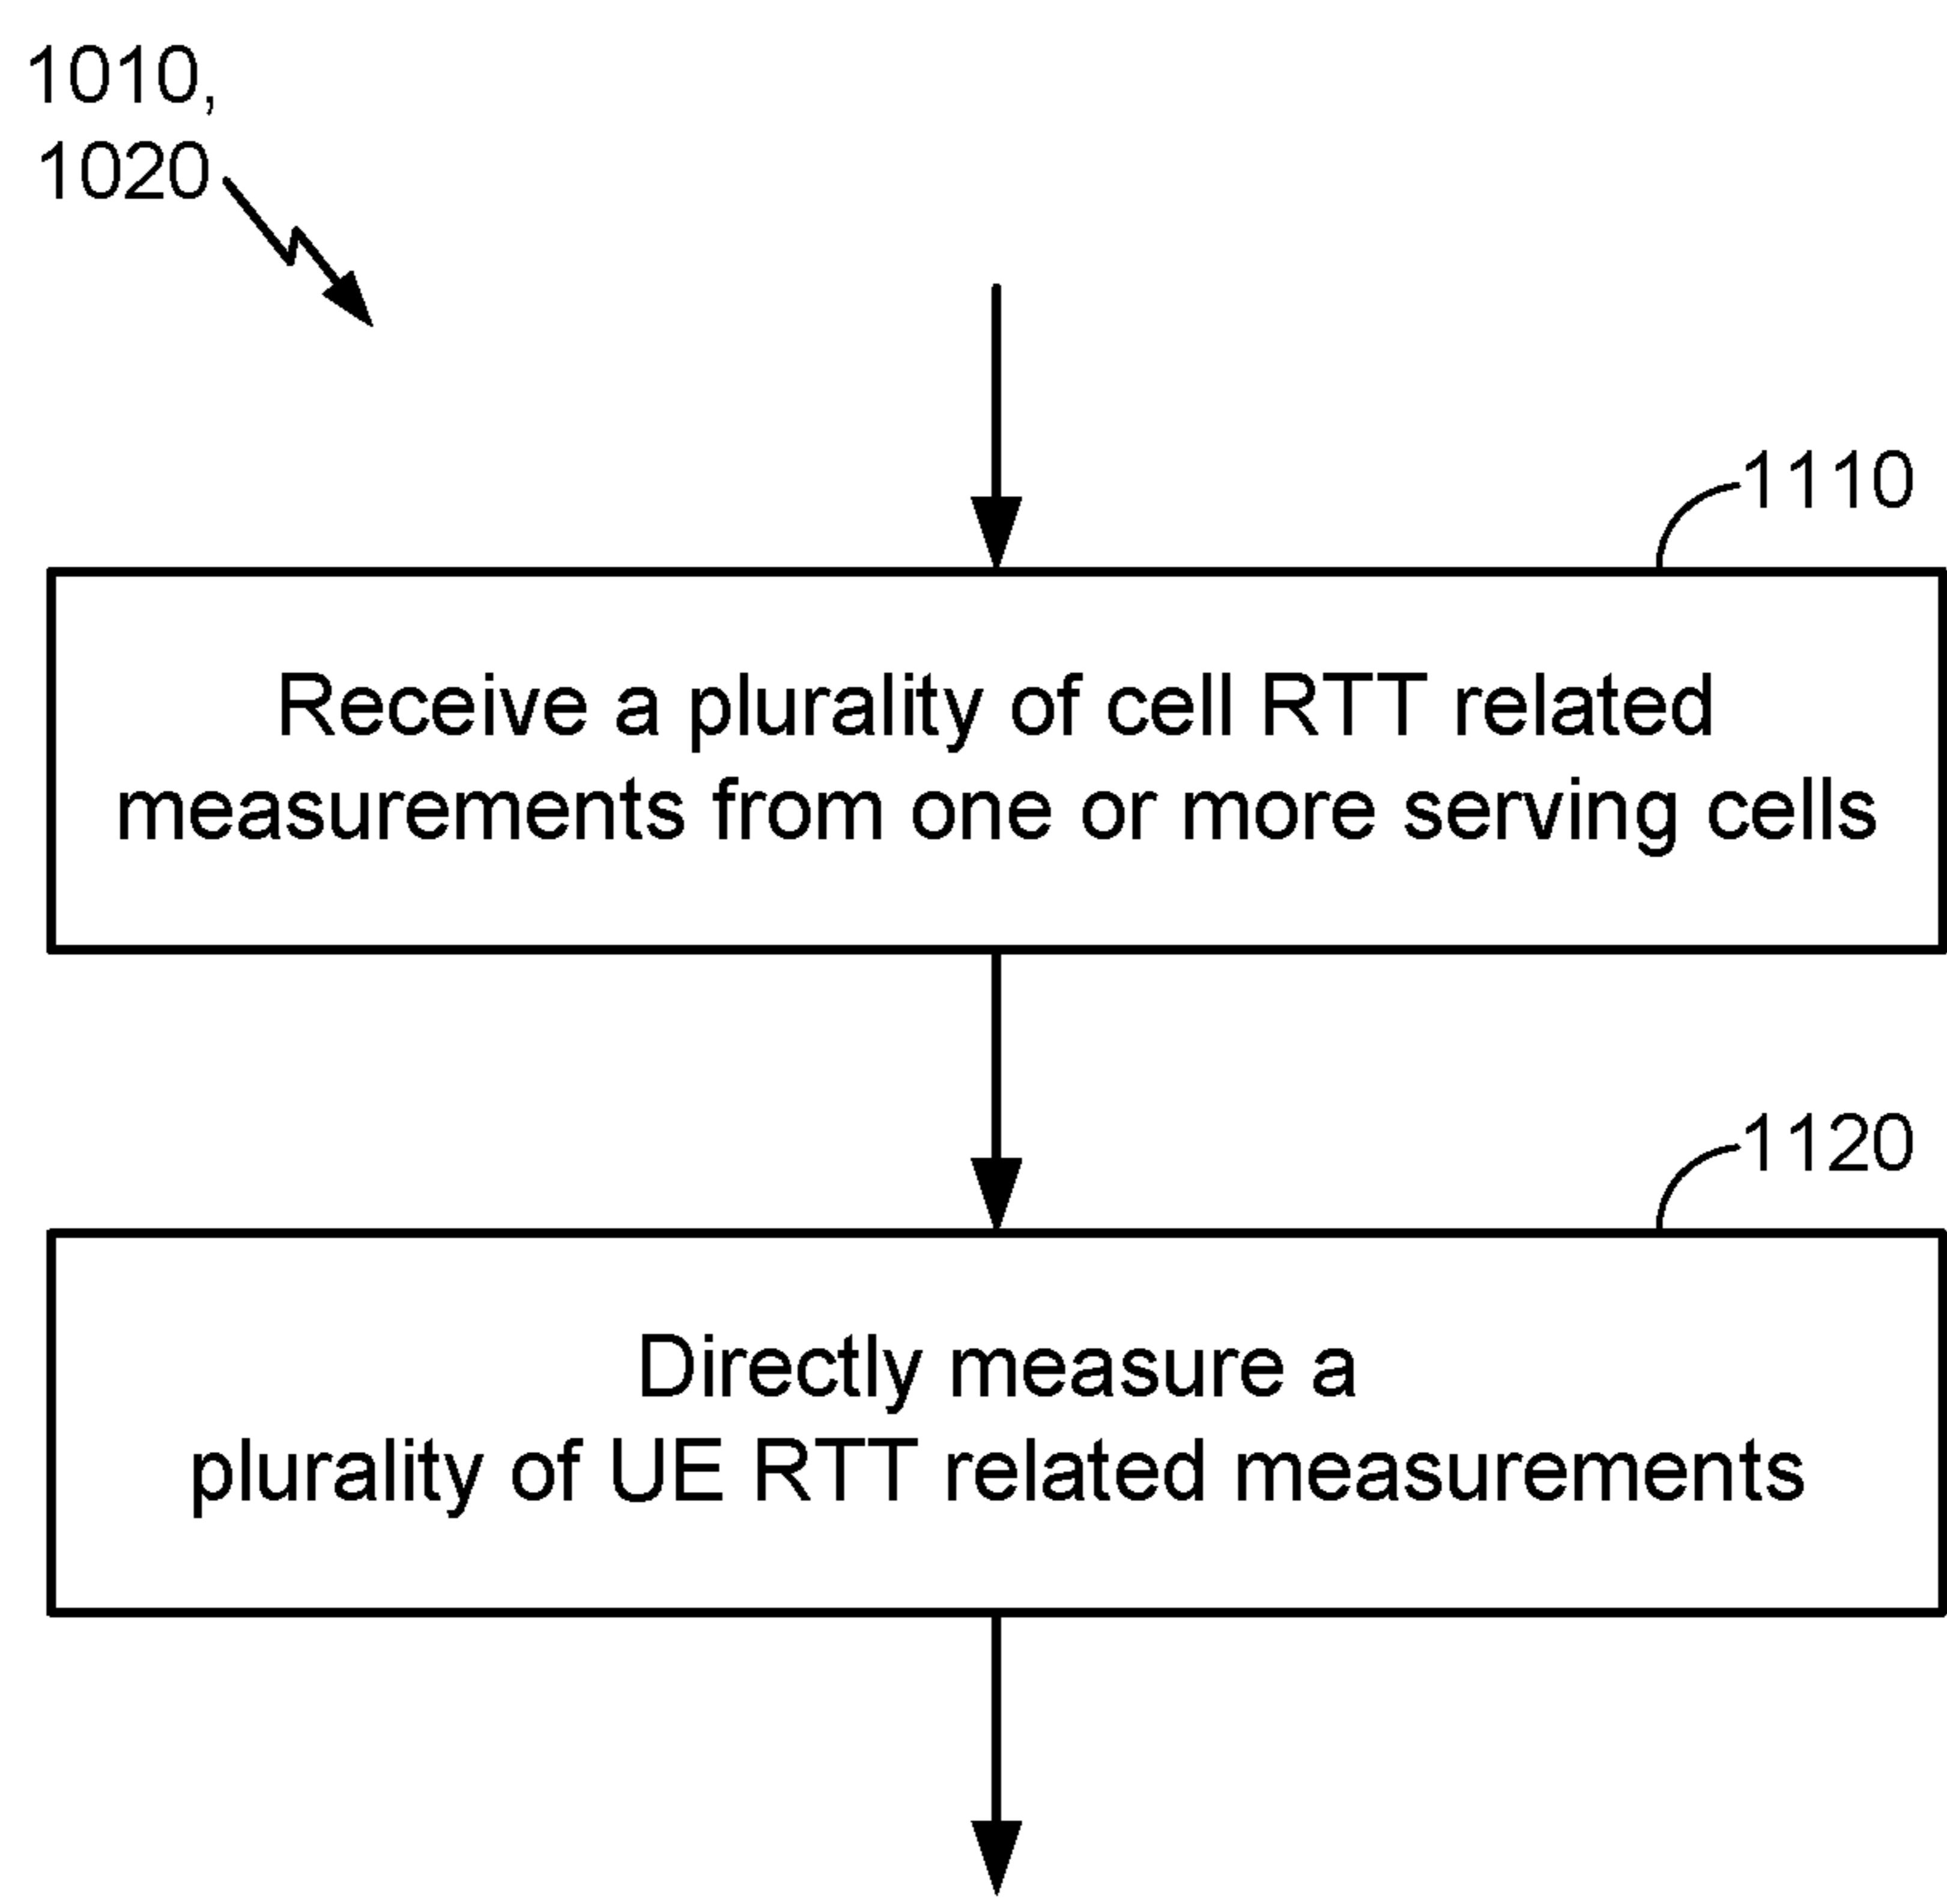 1010,
1020
1110
Receive a plurality of cell RTT related
measurements from one or more serving cells
1120
Directly measure a
plurality of UE RTT related measurements